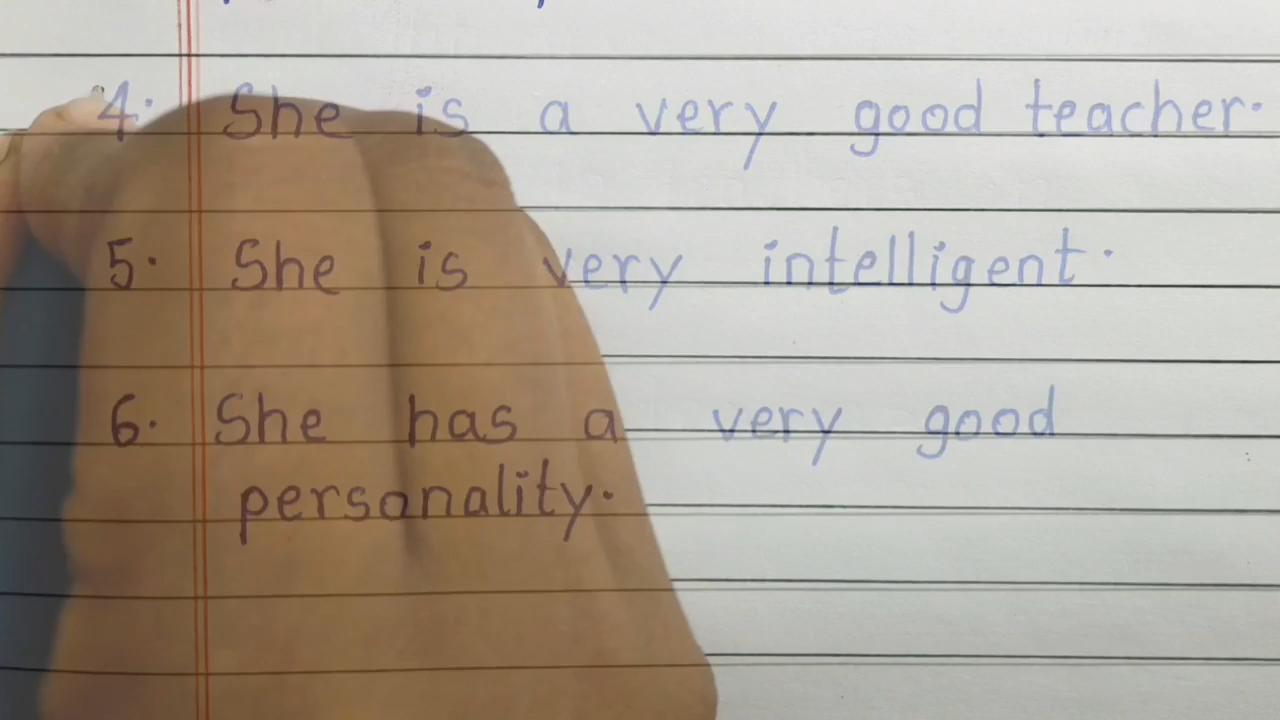 4. She is a very good teacher.
5. She is very intelligent.
6. She has a very good
personality.